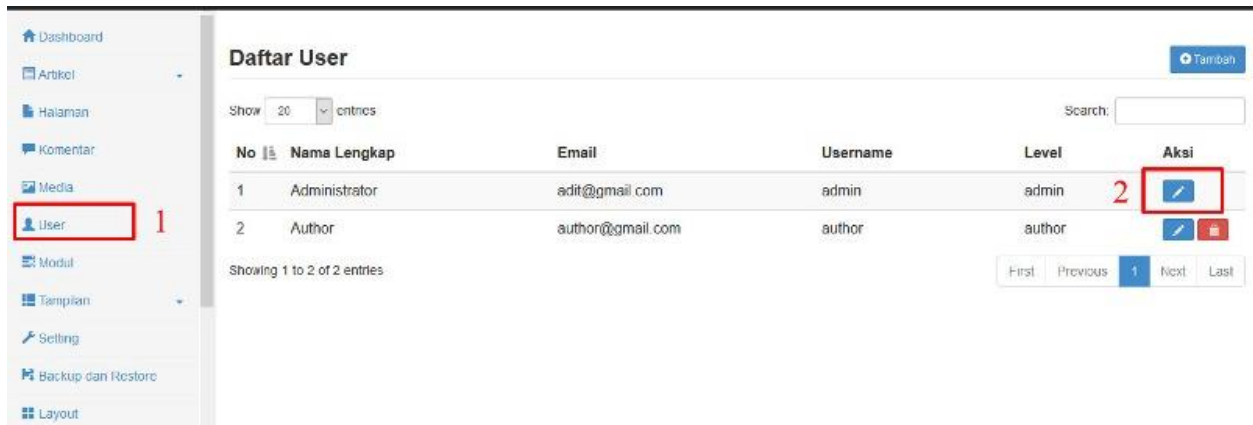 Dashboard
Artikel
Halaman
Komentar
Media
User
1
Modul
Tampilan
Setting
Backup dan Restore
Layout
Daftar User
Tambah
Show 20 entries
Search:
No Nama Lengkap Email Username Level Aksi
1 Administrator adit@gmail.com admin admin 2
2 Author author@gmail.com author author
Showing 1 to 2 of 2 entries
First Previous 1 Next Last